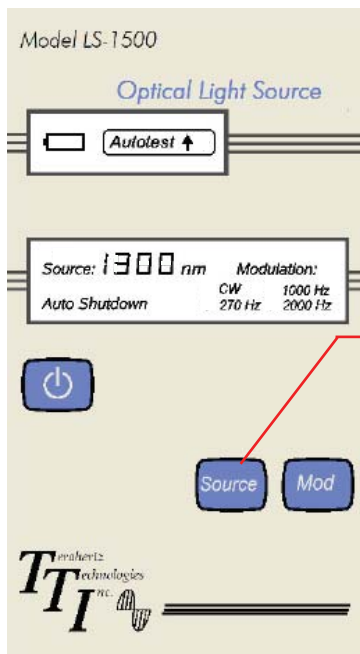 Model LS-1500
Optical Light Source
Autotest
Source: 1300 nm Modulation:
CW 1000 Hz
Auto Shutdown 270 Hz 2000 Hz
Source Mod
Terahertz
Technologies
Inc.